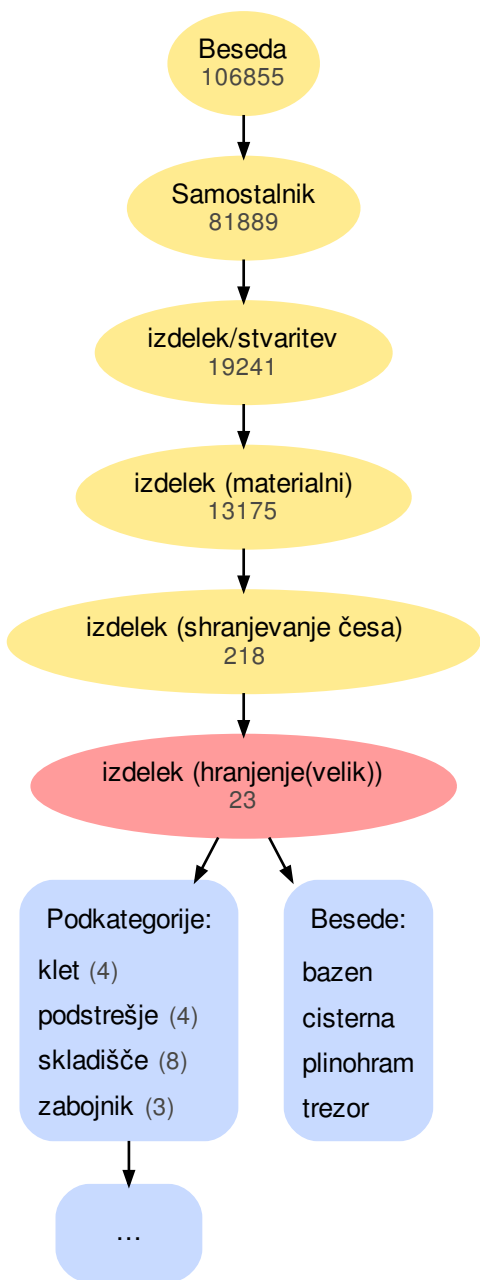 Beseda
106855
Samostalnik
81889
izdelek/stvaritev
19241
izdelek (materialni)
13175
izdelek (shranjevanje česa)
218
izdelek (hranjenje(velik))
23
Podkategorije:
klet (4)
podstrešje (4)
skladišče (8)
zabojnik (3)
Besede:
bazen
cisterna
plinohram
trezor
...